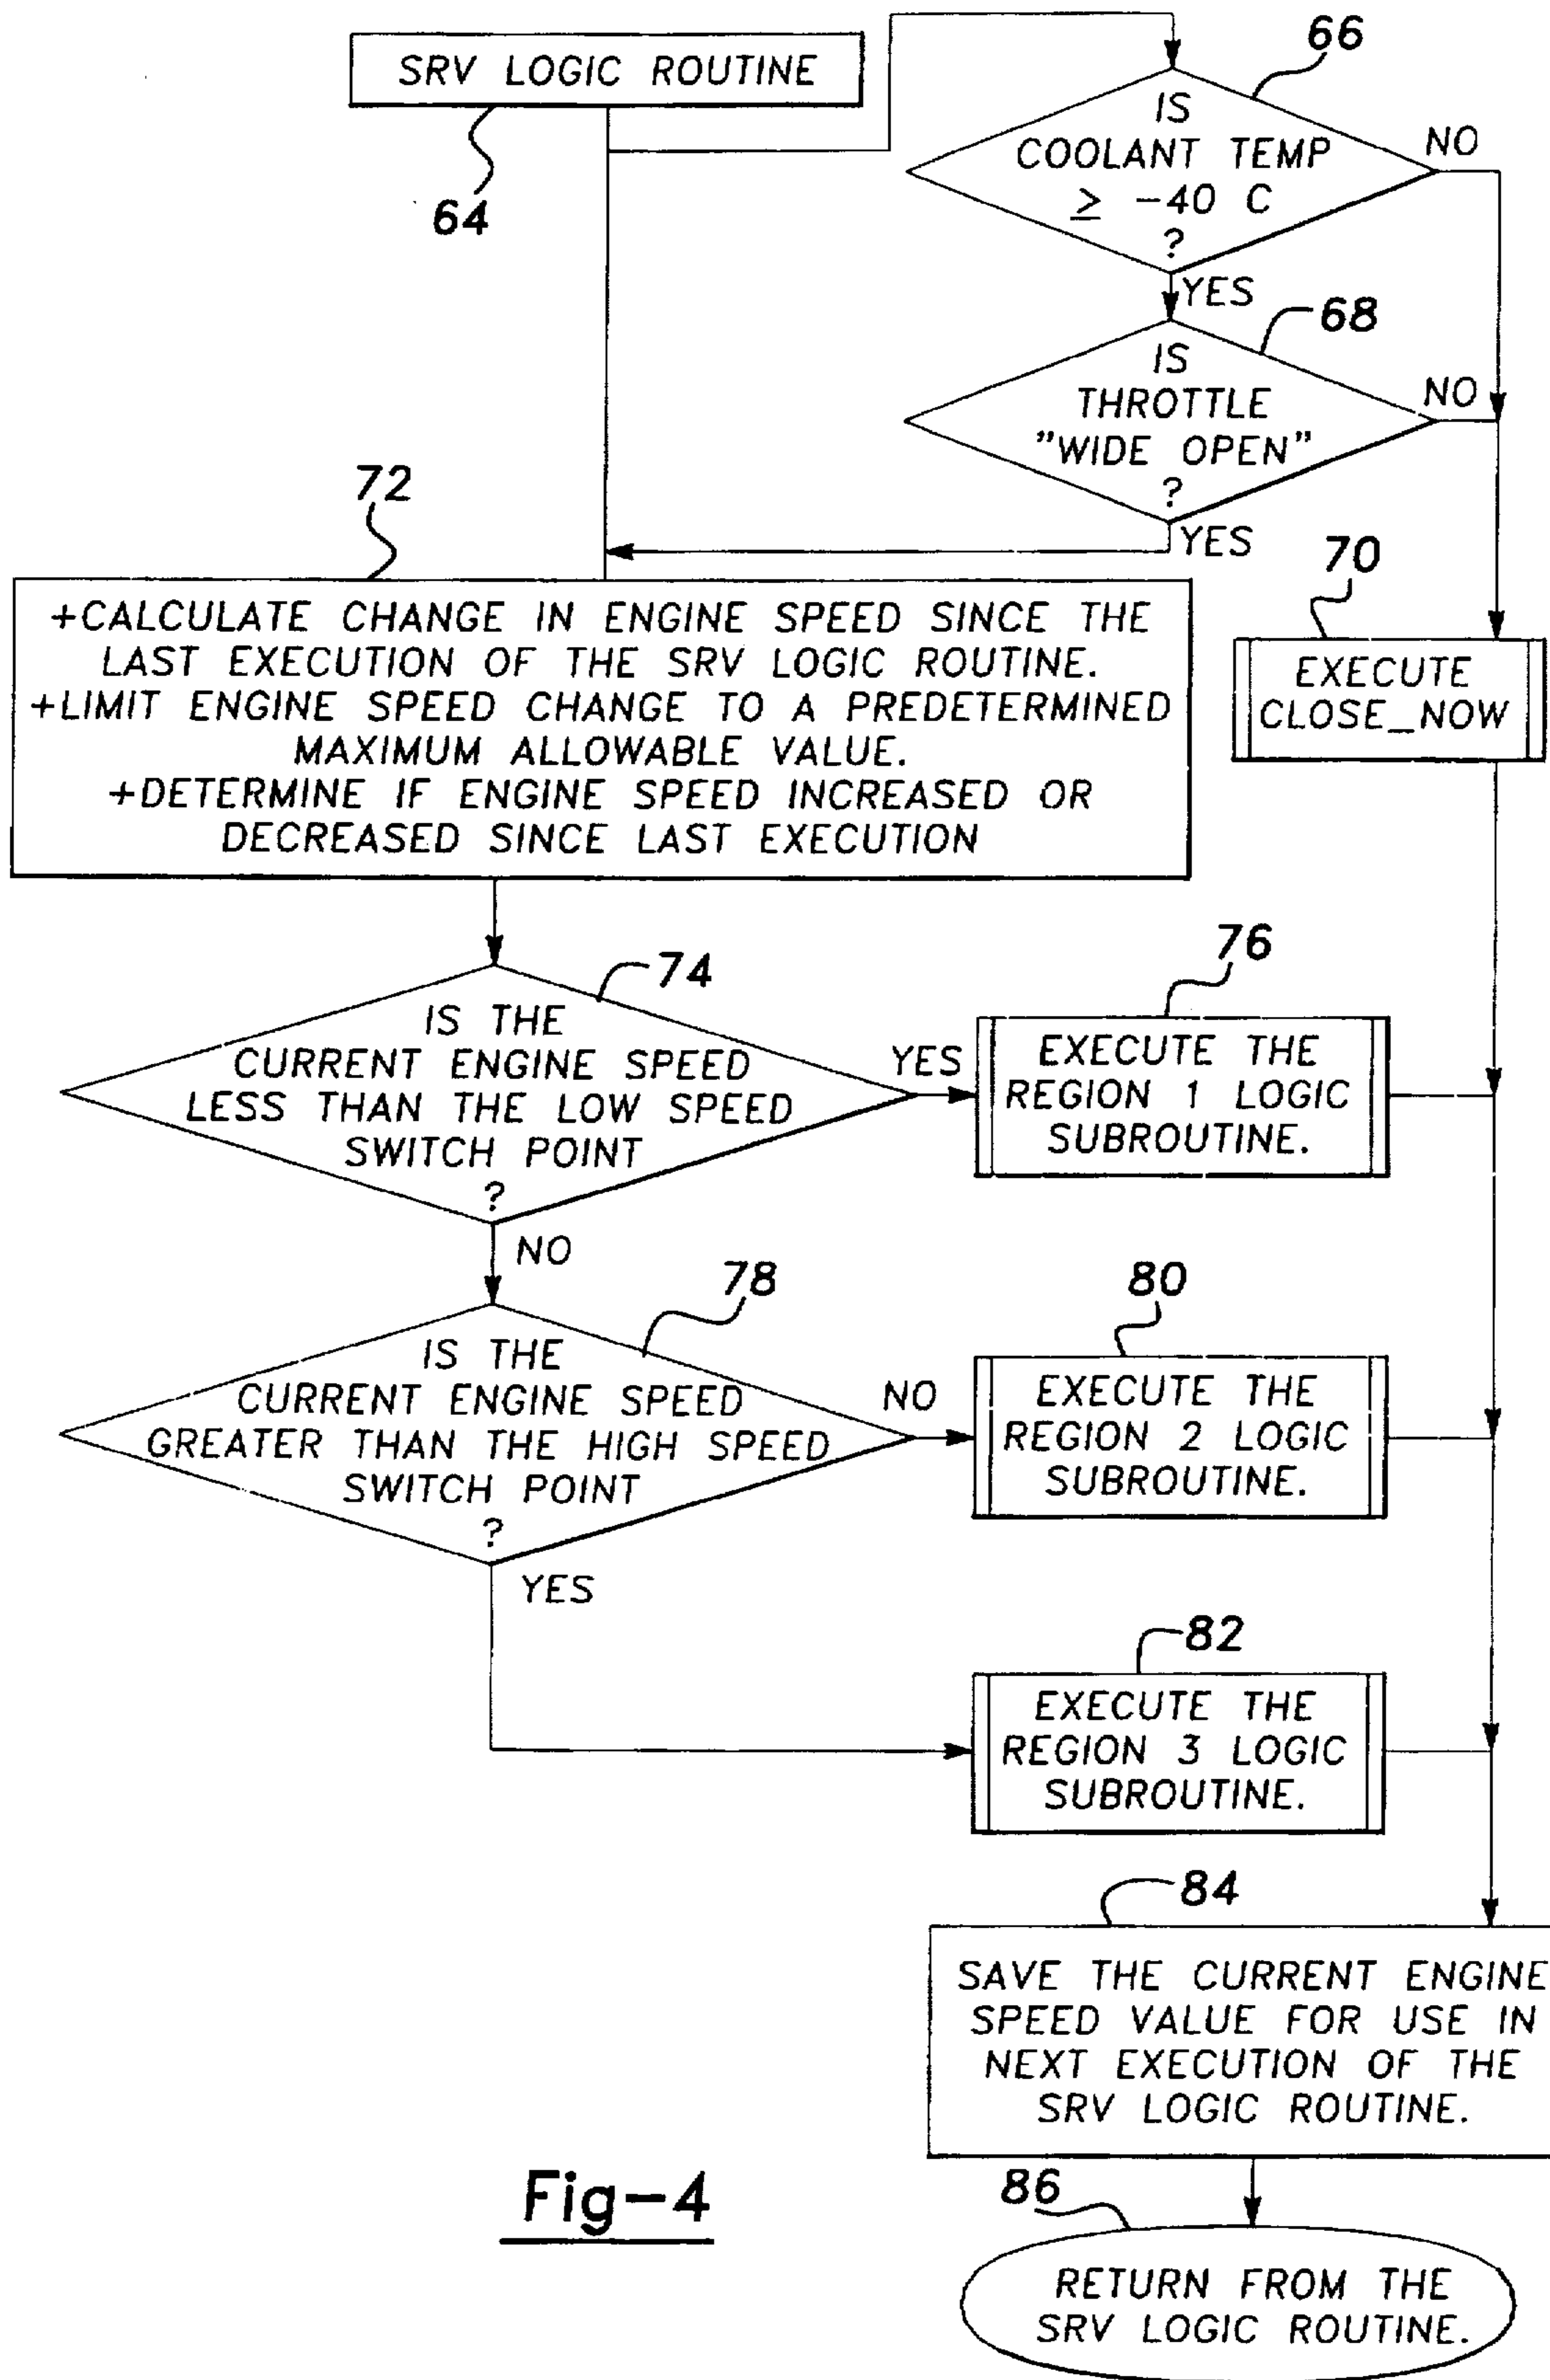 SRV LOGIC ROUTINE
64
66
IS
COOLANT TEMP
≥ -40 C
?
NO
YES
68
IS
THROTTLE
"WIDE OPEN"
?
NO
YES
70
EXECUTE
CLOSE_NOW
72
+CALCULATE CHANGE IN ENGINE SPEED SINCE THE
LAST EXECUTION OF THE SRV LOGIC ROUTINE.
+LIMIT ENGINE SPEED CHANGE TO A PREDETERMINED
MAXIMUM ALLOWABLE VALUE.
+DETERMINE IF ENGINE SPEED INCREASED OR
DECREASED SINCE LAST EXECUTION
74
IS THE
CURRENT ENGINE SPEED
LESS THAN THE LOW SPEED
SWITCH POINT
?
YES
NO
76
EXECUTE THE
REGION 1 LOGIC
SUBROUTINE.
78
IS THE
CURRENT ENGINE SPEED
GREATER THAN THE HIGH SPEED
SWITCH POINT
?
NO
YES
80
EXECUTE THE
REGION 2 LOGIC
SUBROUTINE.
82
EXECUTE THE
REGION 3 LOGIC
SUBROUTINE.
84
SAVE THE CURRENT ENGINE
SPEED VALUE FOR USE IN
NEXT EXECUTION OF THE
SRV LOGIC ROUTINE.
86
RETURN FROM THE
SRV LOGIC ROUTINE.
Fig-4